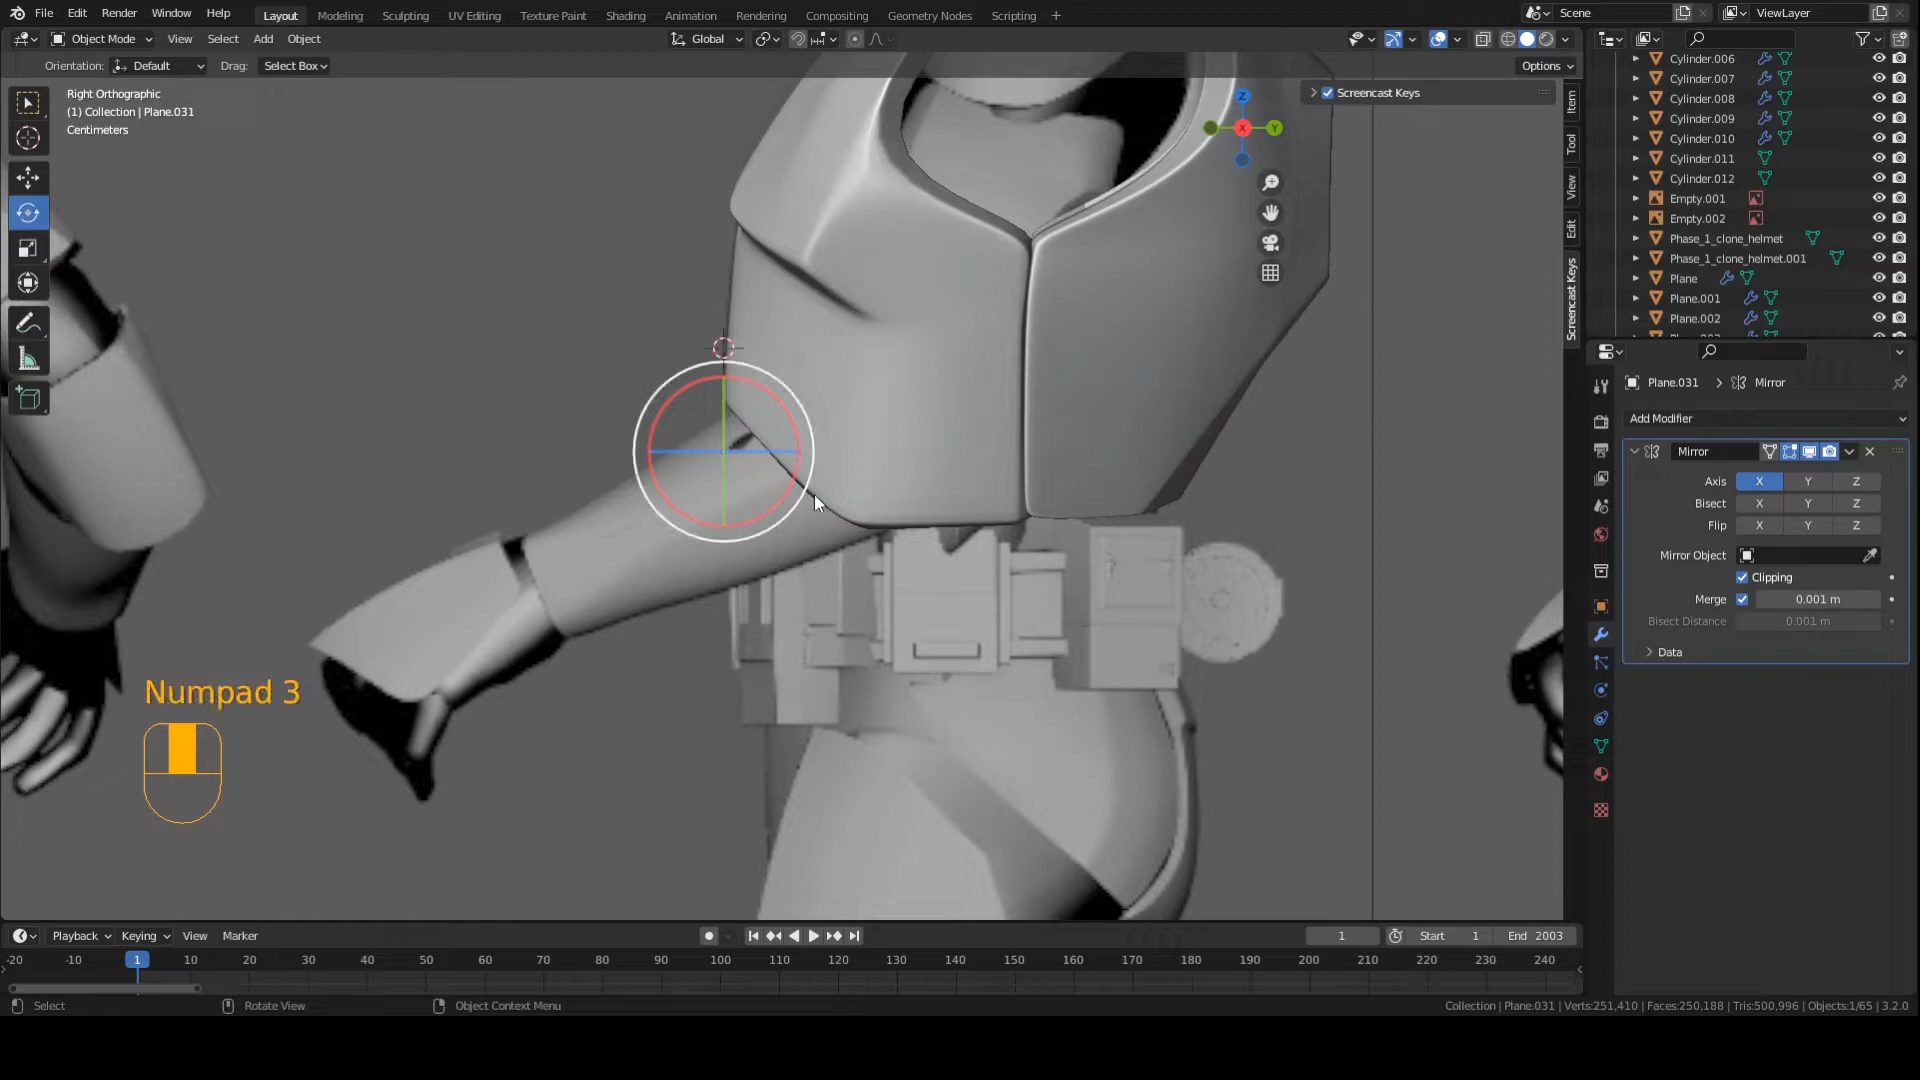 File Edit Render Window Help Layout Modeling Sculpting UV Editing Texture Paint Shading Animation Rendering Compositing Geometry Nodes Scripting + Scene ViewLayer
Object Mode View Select Add Object Global
Orientation: Default Drag: Select Box Options
Right Orthographic
(1) Collection | Plane.031
Centimeters
Screencast Keys
Z
X
Y
Item
Tool
View
Edit
Screencast Keys
Cylinder.006
Cylinder.007
Cylinder.008
Cylinder.009
Cylinder.010
Cylinder.011
Cylinder.012
Empty.001
Empty.002
Phase_1_clone_helmet
Phase_1_clone_helmet.001
Plane
Plane.001
Plane.002
Plane.031 > Mirror
Add Modifier
Mirror
Axis X Y Z
Bisect X Y Z
Flip X Y Z
Mirror Object
Clipping
Merge 0.001 m
Bisect Distance 0.001 m
Data
Numpad 3
Playback Keying View Marker 1 Start 1 End 2003
-20 -10 1 10 20 30 40 50 60 70 80 90 100 110 120 130 140 150 160 170 180 190 200 210 220 230 240
Select Rotate View Object Context Menu Collection | Plane.031 | Verts:251,410 | Faces:250,188 | Tris:500,996 | Objects:1/65 | 3.2.0